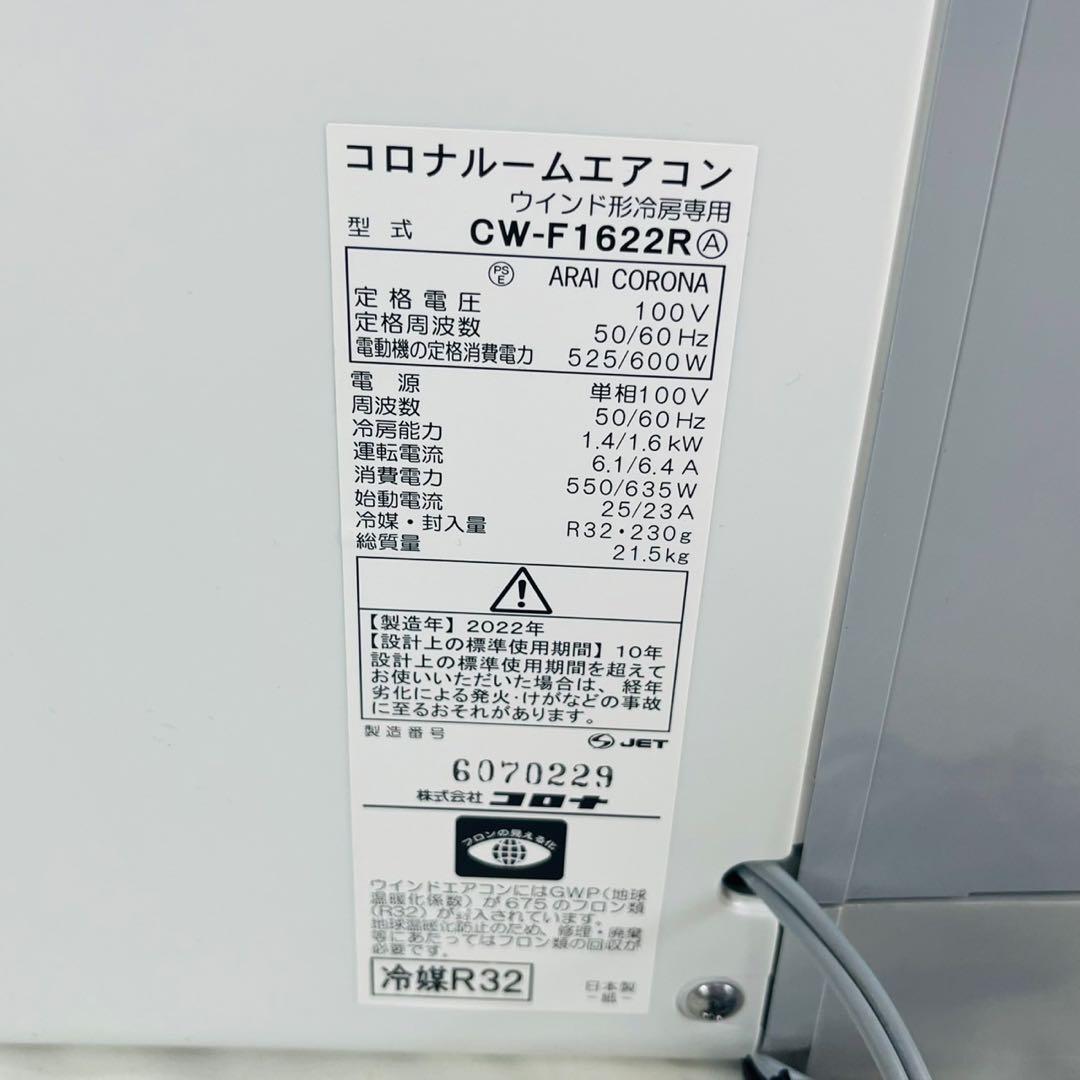 コロナルームエアコン
ウインド形冷房専用
型式 CW-F1622RⒶ
PSE ARAI CORONA
定格電圧 100V
定格周波数 50/60Hz
電動機の定格消費電力 525/600W
電源 単相100V
周波数 50/60Hz
冷房能力 1.4/1.6kW
運転電流 6.1/6.4A
消費電力 550/635W
始動電流 25/23A
冷媒・封入量 R32・230g
総質量 21.5kg
【製造年】2022年
【設計上の標準使用期間】10年
設計上の標準使用期間を超えて
お使いいただいた場合は、経年
劣化による発火・けがなどの事故
に至るおそれがあります。
製造番号 JET
6070229
株式会社 コロナ
フロンの見える化
ウインドエアコンにはGWP(地球
温暖化係数)が675のフロン類
(R32)が封入されています。
地球温暖化防止のため、修理・廃棄
等にあたってはフロン類の回収が
必要です。
冷媒R32
日本製
-紙-